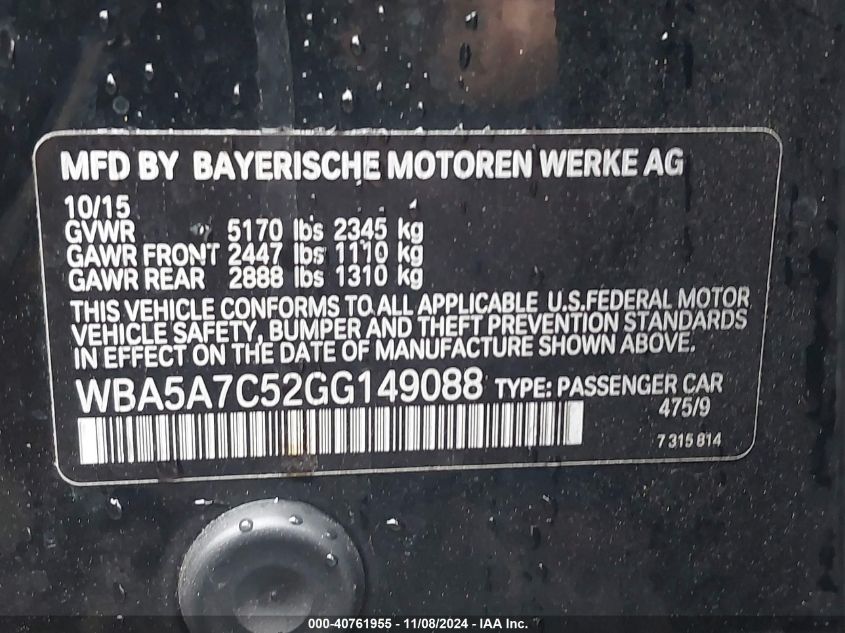 MFD BY BAYERISCHE MOTOREN WERKE AG
10/15
GVWR 5170 lbs 2345 kg
GAWR FRONT 2447 lbs 1110 kg
GAWR REAR 2888 lbs 1310 kg
THIS VEHICLE CONFORMS TO ALL APPLICABLE U.S.FEDERAL MOTOR
VEHICLE SAFETY, BUMPER AND THEFT PREVENTION STANDARDS
IN EFFECT ON THE DATE OF MANUFACTURE SHOWN ABOVE.
WBA5A7C52GG149088 TYPE: PASSENGER CAR
475/9
7 315 814
000-40761955 - 11/08/2024 - IAA Inc.